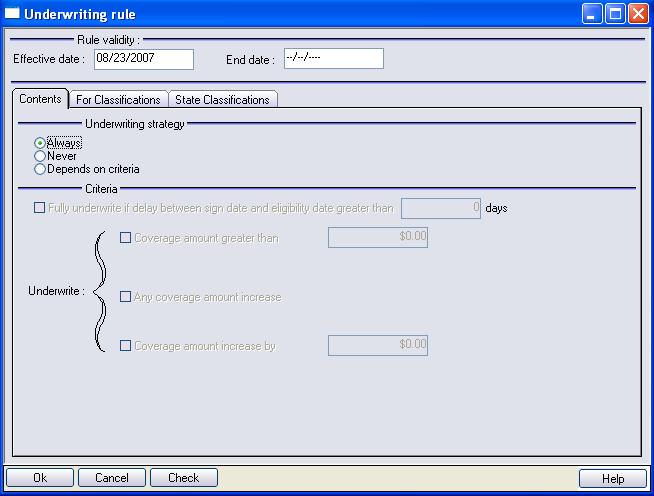 Underwriting rule
Rule validity :
Effective date : 08/23/2007 End date : --/--/----
Contents For Classifications State Classifications
Underwriting strategy
Always
Never
Depends on criteria
Criteria
Fully underwrite if delay between sign date and eligibility date greater than 0 days
Coverage amount greater than $0.00
Underwrite :
Any coverage amount increase
Coverage amount increase by $0.00
Ok Cancel Check Help